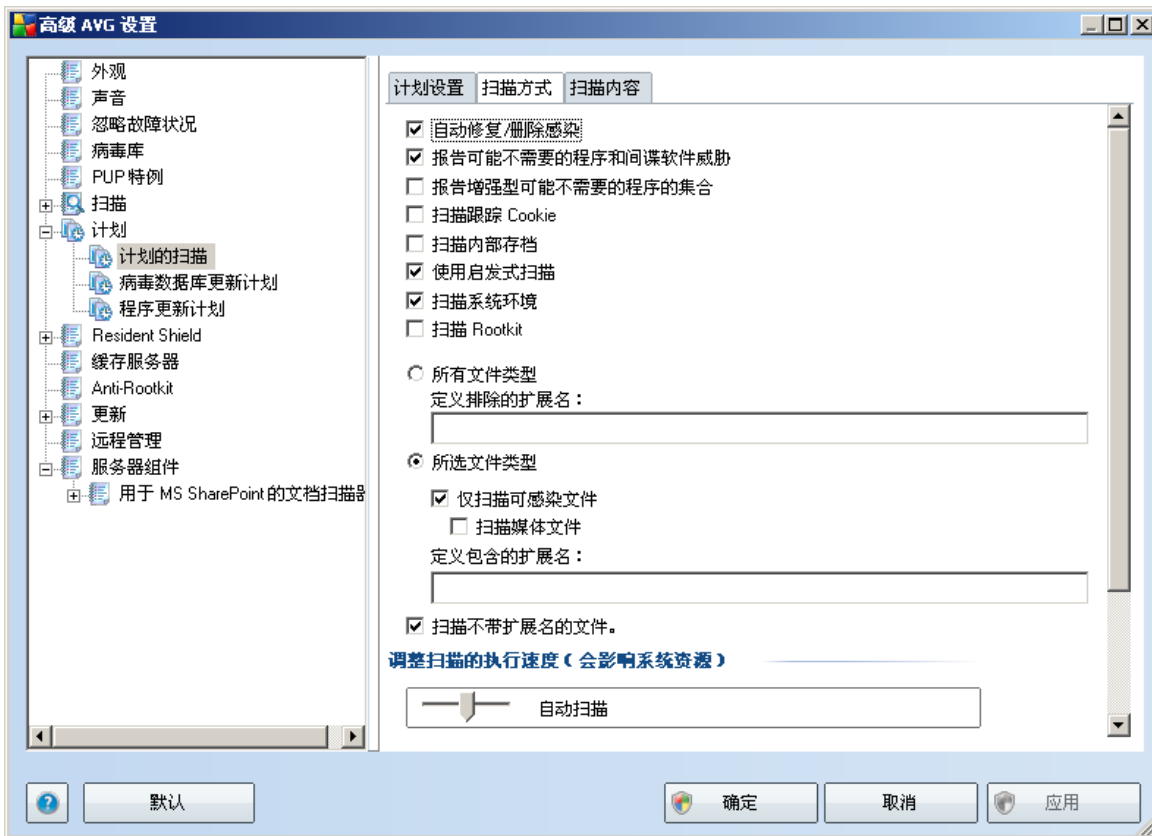 高级 AVG 设置
外观
声音
忽略故障状况
病毒库
PUP 特例
扫描
计划
计划的扫描
病毒数据库更新计划
程序更新计划
Resident Shield
缓存服务器
Anti-Rootkit
更新
远程管理
服务器组件
用于 MS SharePoint 的文档扫描器
计划设置 扫描方式 扫描内容
自动修复/删除感染
报告可能不需要的程序和间谍软件威胁
报告增强型可能不需要的程序的集合
扫描跟踪 Cookie
扫描内部存档
使用启发式扫描
扫描系统环境
扫描 Rootkit
所有文件类型
定义排除的扩展名：
所选文件类型
仅扫描可感染文件
扫描媒体文件
定义包含的扩展名：
扫描不带扩展名的文件。
调整扫描的执行速度（会影响系统资源）
自动扫描
默认 确定 取消 应用